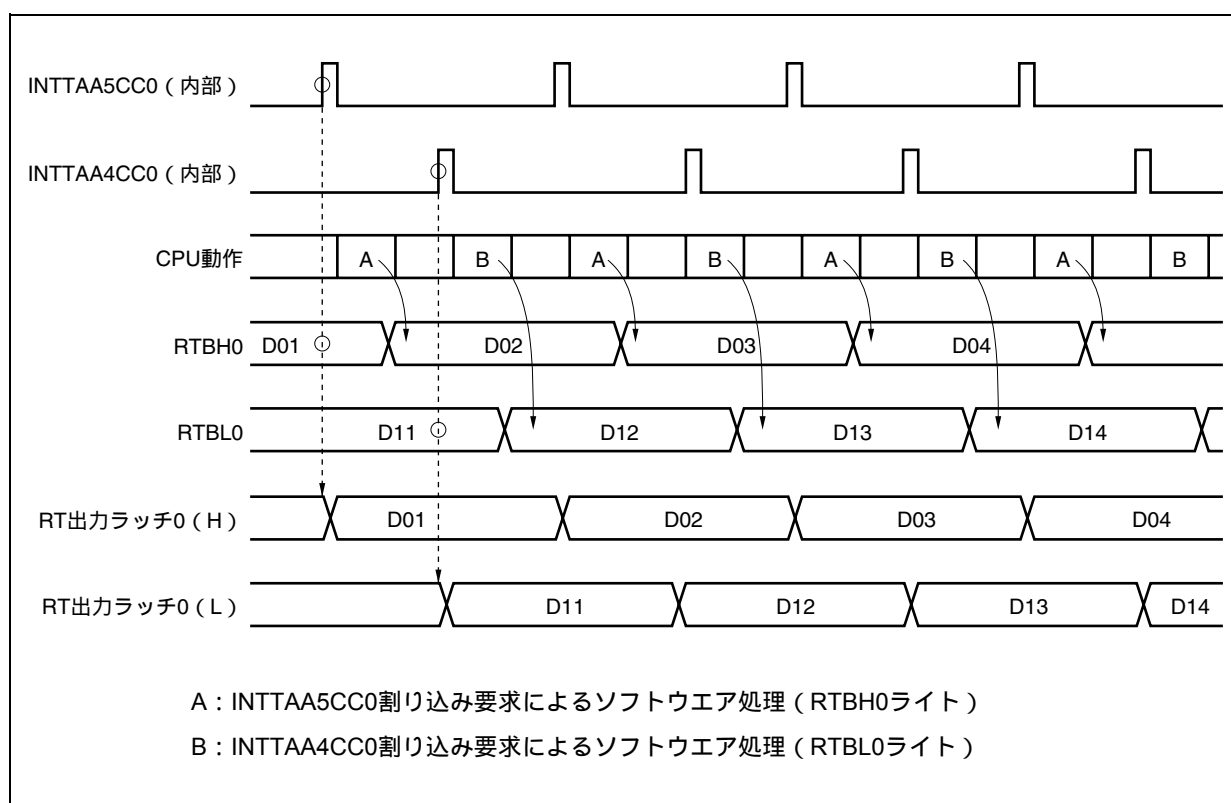 INTTAA5CC0（内部）
INTTAA4CC0（内部）
CPU動作 A B A B A B A B
RTBH0 D01 D02 D03 D04
RTBL0 D11 D12 D13 D14
RT出力ラッチ0（H） D01 D02 D03 D04
RT出力ラッチ0（L） D11 D12 D13 D14
A：INTTAA5CC0割り込み要求によるソフトウエア処理（RTBH0ライト）
B：INTTAA4CC0割り込み要求によるソフトウエア処理（RTBL0ライト）